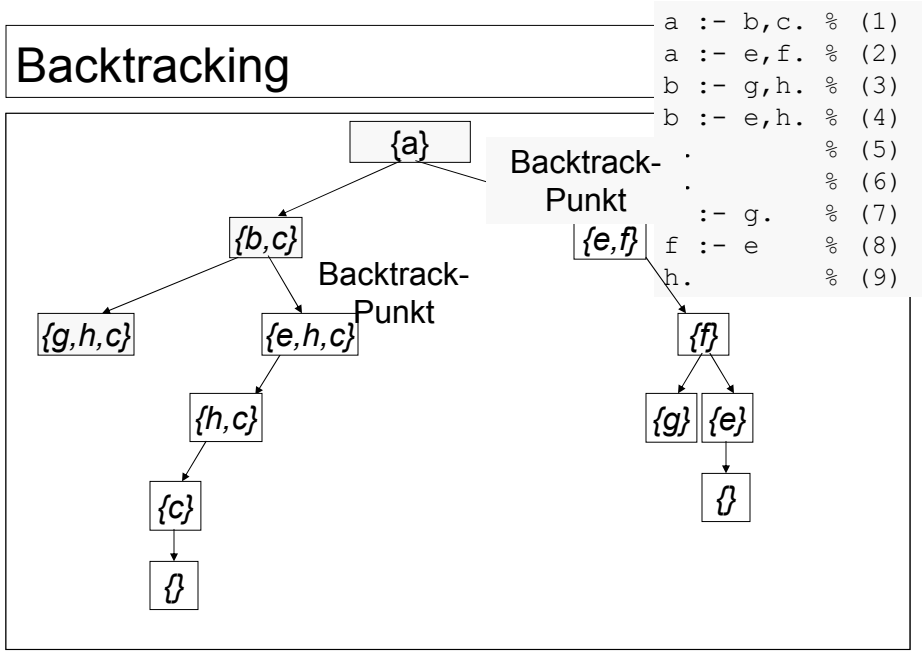 Backtracking
a :- b,c. % (1)
a :- e,f. % (2)
b :- g,h. % (3)
b :- e,h. % (4)
. % (5)
. % (6)
:- g. % (7)
f :- e % (8)
h. % (9)
{a}
Backtrack-
Punkt
{b,c}
{e,f}
Backtrack-
Punkt
{g,h,c}
{e,h,c}
{f}
{h,c}
{g}
{e}
{c}
{}
{}